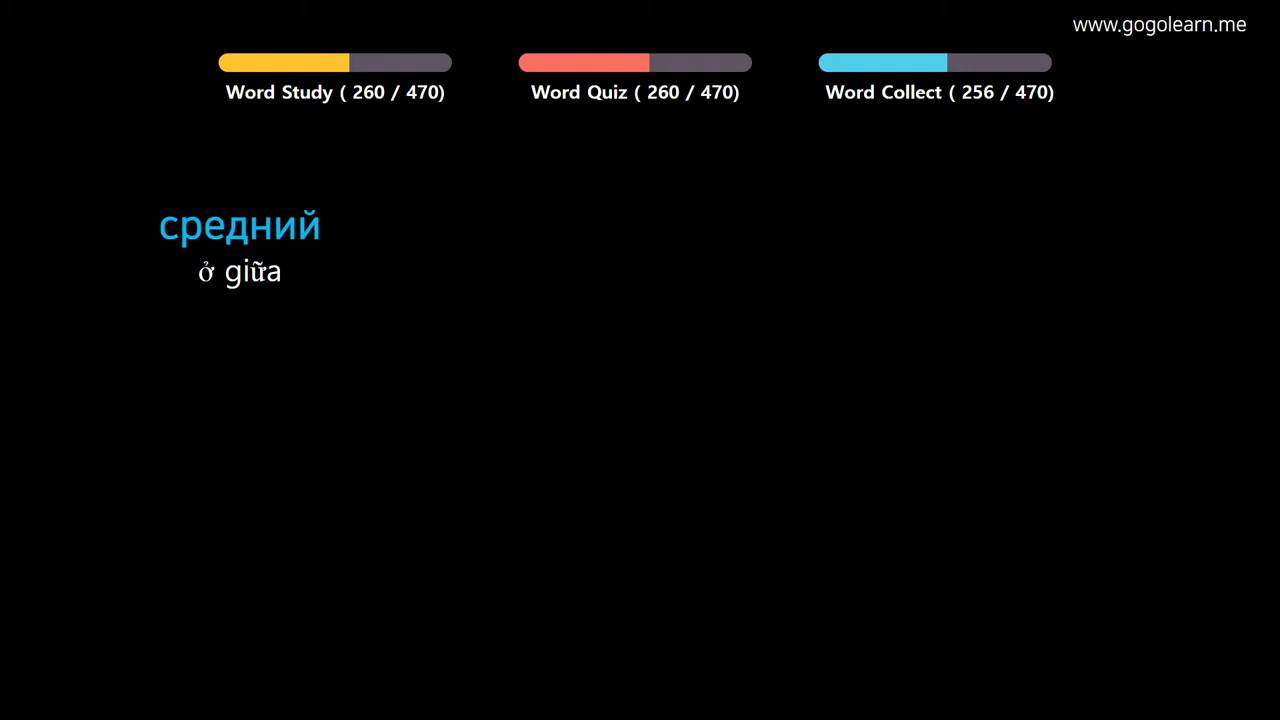 www.gogolearn.me
Word Study ( 260 / 470)
Word Quiz ( 260 / 470)
Word Collect ( 256 / 470)
средний
ở giữa